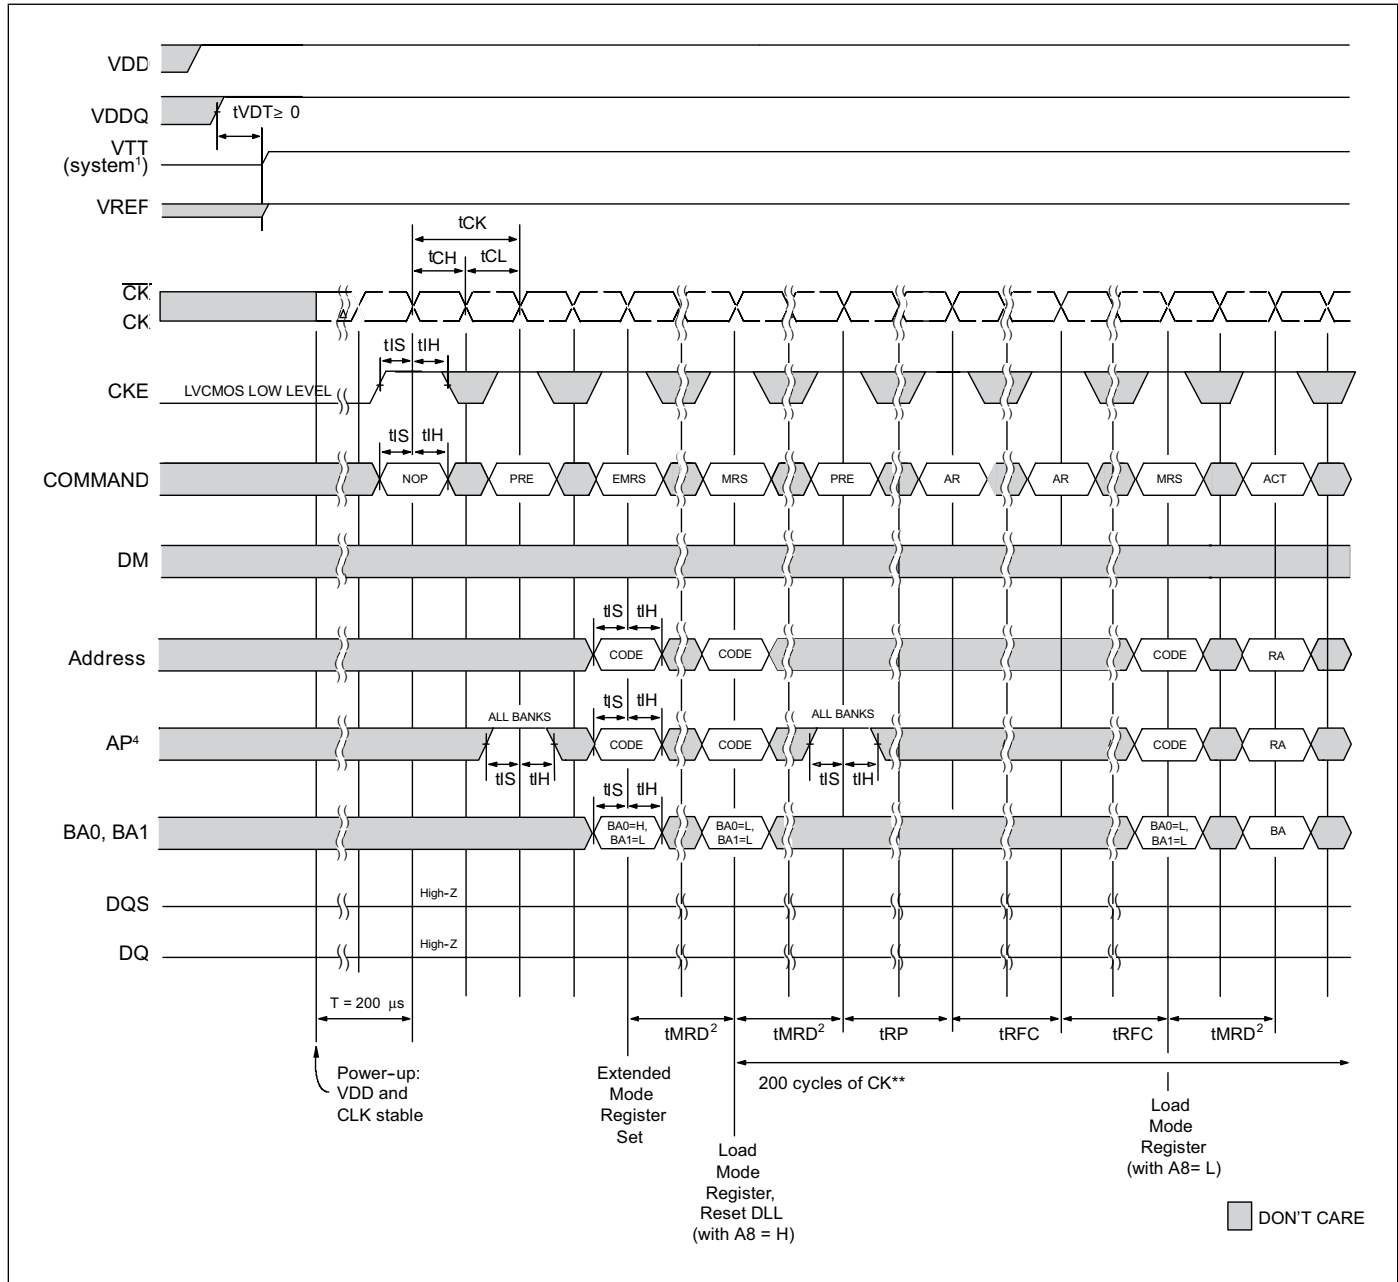 VDD
VDDQ
tVDT≥ 0
VTT
(system¹)
VREF
tCK
tCH
tCL
CK
CK
tIS
tIH
CKE
LVCMOS LOW LEVEL
tIS
tIH
COMMAND
NOP
PRE
EMRS
MRS
PRE
AR
AR
MRS
ACT
DM
tIS
tIH
Address
CODE
CODE
CODE
RA
ALL BANKS
tIS
tIH
ALL BANKS
AP⁴
CODE
CODE
CODE
RA
tIS
tIH
tIS
tIH
tIS
tIH
BA0, BA1
BA0=H,
BA1=L
BA0=L,
BA1=L
BA0=L,
BA1=L
BA
DQS
High-Z
DQ
High-Z
T = 200 µs
tMRD²
tMRD²
tRP
tRFC
tRFC
tMRD²
200 cycles of CK**
Power-up:
VDD and
CLK stable
Extended
Mode
Register
Set
Load
Mode
Register,
Reset DLL
(with A8 = H)
Load
Mode
Register
(with A8= L)
DON'T CARE